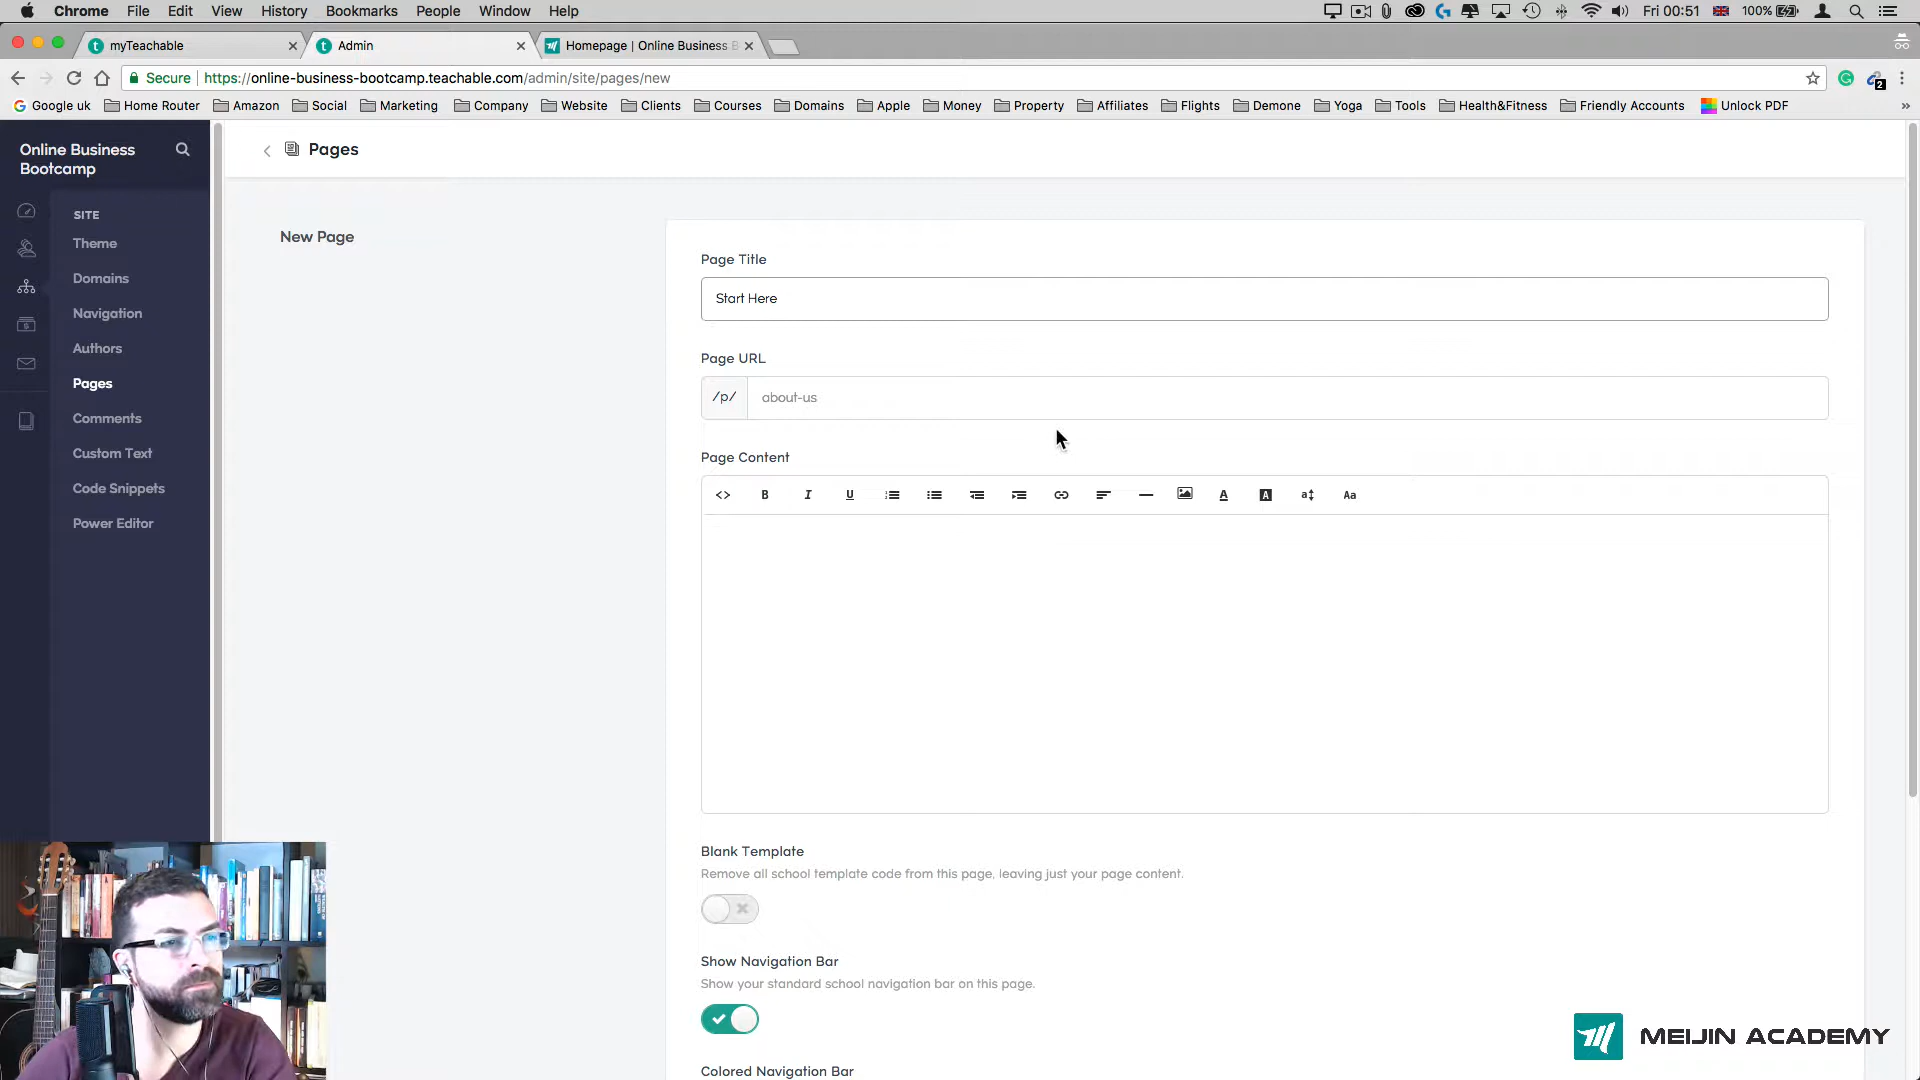 Chrome File Edit View History Bookmarks People Window Help Fri 00:51 100%
myTeachable Admin Homepage | Online Business B
Secure https://online-business-bootcamp.teachable.com/admin/site/pages/new 2
Google uk Home Router Amazon Social Marketing Company Website Clients Courses Domains Apple Money Property Affiliates Flights Demone Yoga Tools Health&Fitness Friendly Accounts Unlock PDF »
Online Business
Bootcamp
Pages
SITE
Theme
Domains
Navigation
Authors
Pages
Comments
Custom Text
Code Snippets
Power Editor
New Page
Page Title
Start Here
Page URL
/p/ about-us
Page Content
<> B I U A A a Aa
Blank Template
Remove all school template code from this page, leaving just your page content.
Show Navigation Bar
Show your standard school navigation bar on this page.
Colored Navigation Bar
MEIJIN ACADEMY